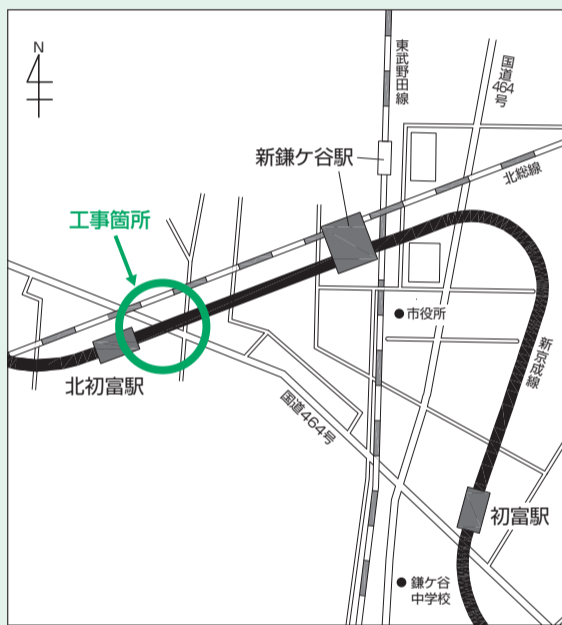 N
東武野田線
国道464号
新鎌ケ谷駅
北総線
工事箇所
市役所
新京成線
北初富駅
国道464号
初富駅
鎌ケ谷
中学校